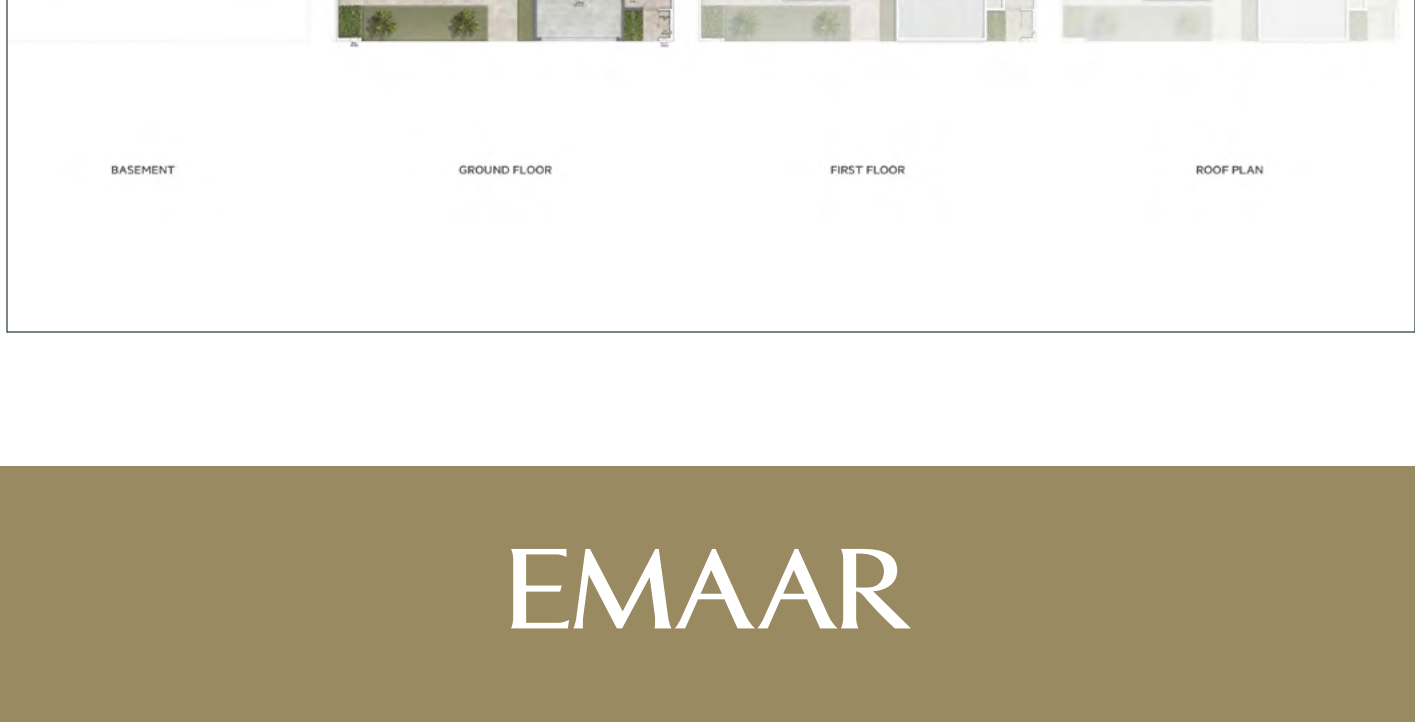 BASEMENT
GROUND FLOOR
FIRST FLOOR
ROOF PLAN
EMAAR